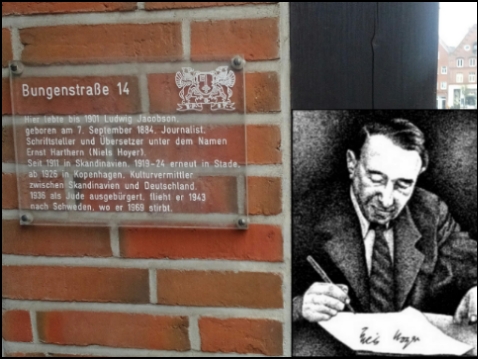 Bungenstraße 14
Hier lebte bis 1901 Ludwig Jacobson,
geboren am 7. September 1884, Journalist,
Schriftsteller und Übersetzer unter dem Namen
Ernst Harthern (Niels Hoyer).
Seit 1911 in Skandinavien, 1919-24 erneut in Stade,
ab 1926 in Kopenhagen. Kulturvermittler
zwischen Skandinavien und Deutschland.
1936 als Jude ausgebürgert, flieht er 1943
nach Schweden, wo er 1969 stirbt.